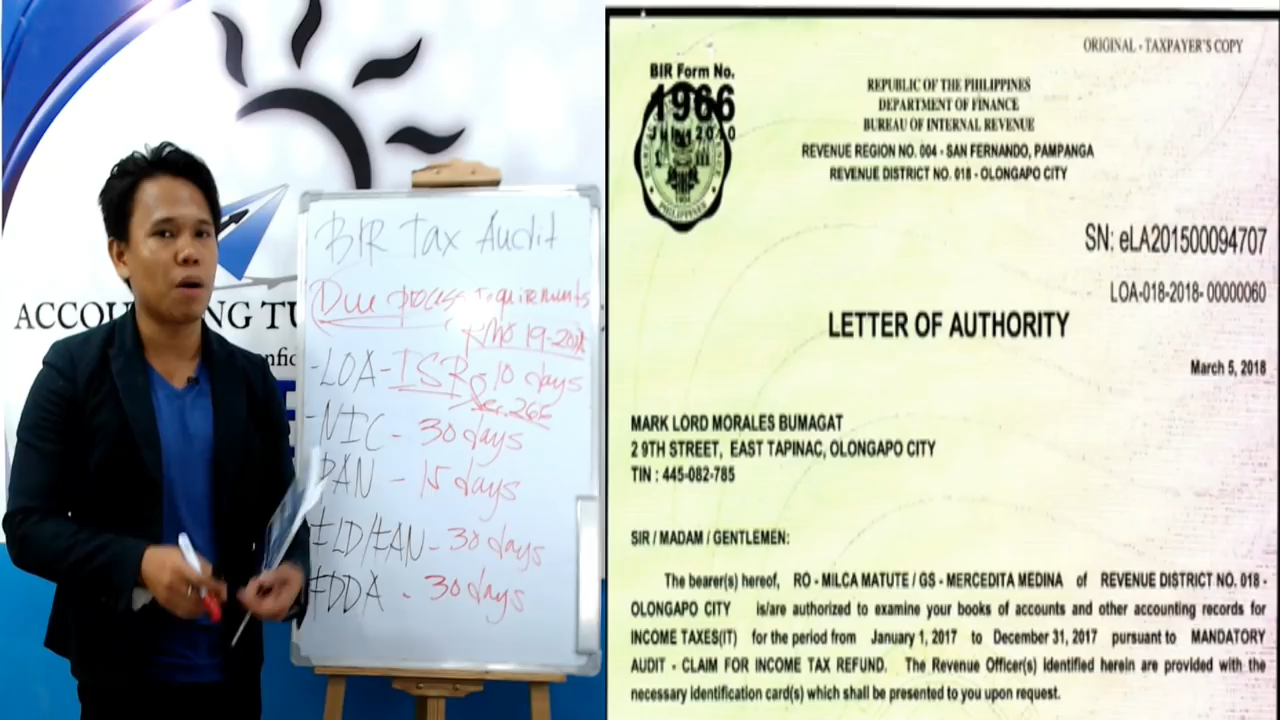 ACCOU NG TU
nfid
E
BIR Tax Audit
Due process requirements
RMO 19-20
-LOA-ISR-10 days
Sec. 266
-NIC - 30 days
PAN - 15 days
FLD/FAN - 30 days
FDDA - 30 days
ORIGINAL - TAXPAYER'S COPY
BIR Form No.
1966
July 2010
REPUBLIC OF THE PHILIPPINES
DEPARTMENT OF FINANCE
BUREAU OF INTERNAL REVENUE
REVENUE REGION NO. 004 - SAN FERNANDO, PAMPANGA
REVENUE DISTRICT NO. 018 - OLONGAPO CITY
SN: eLA201500094707
LOA-018-2018- 00000060
LETTER OF AUTHORITY
March 5, 2018
MARK LORD MORALES BUMAGAT
2 9TH STREET, EAST TAPINAC, OLONGAPO CITY
TIN : 445-082-785
SIR / MADAM / GENTLEMEN:
The bearer(s) hereof, RO - MILCA MATUTE / GS - MERCEDITA MEDINA of REVENUE DISTRICT NO. 018 -
OLONGAPO CITY is/are authorized to examine your books of accounts and other accounting records for
INCOME TAXES(IT) for the period from January 1, 2017 to December 31, 2017 pursuant to MANDATORY
AUDIT - CLAIM FOR INCOME TAX REFUND. The Revenue Officer(s) identified herein are provided with the
necessary identification card(s) which shall be presented to you upon request.